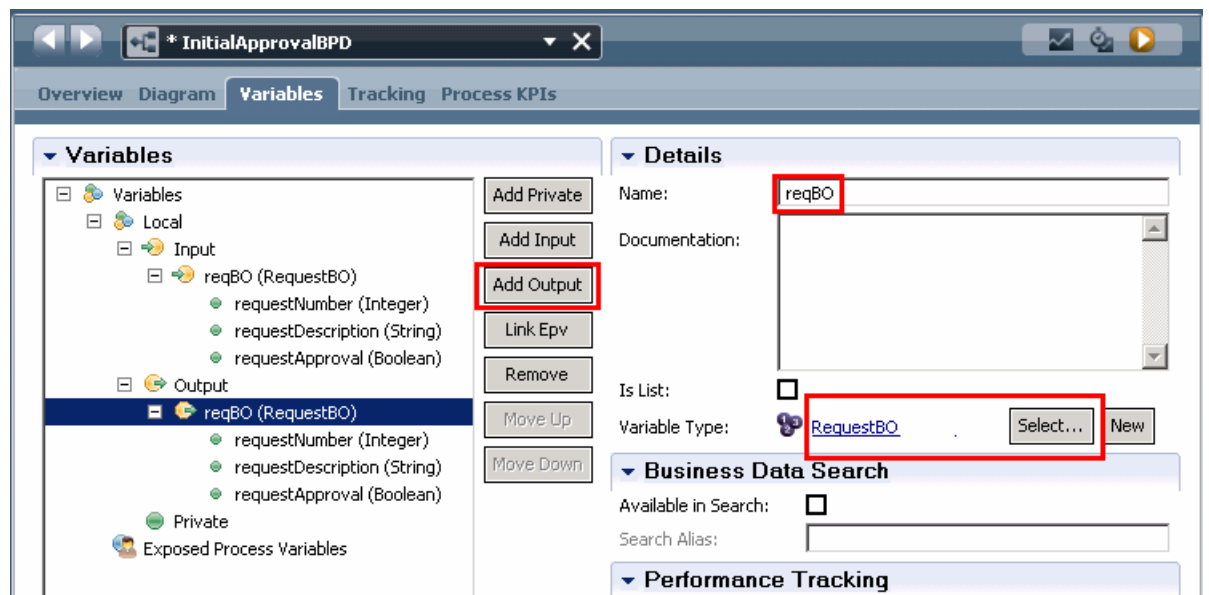 * InitialApprovalBPD
Overview Diagram Variables Tracking Process KPIs
Variables
Variables
Local
Input
reqBO (RequestBO)
requestNumber (Integer)
requestDescription (String)
requestApproval (Boolean)
Output
reqBO (RequestBO)
requestNumber (Integer)
requestDescription (String)
requestApproval (Boolean)
Private
Exposed Process Variables
Add Private
Add Input
Add Output
Link Epv
Remove
Move Up
Move Down
Details
Name: reqBO
Documentation:
Is List:
Variable Type: RequestBO Select... New
Business Data Search
Available in Search:
Search Alias:
Performance Tracking